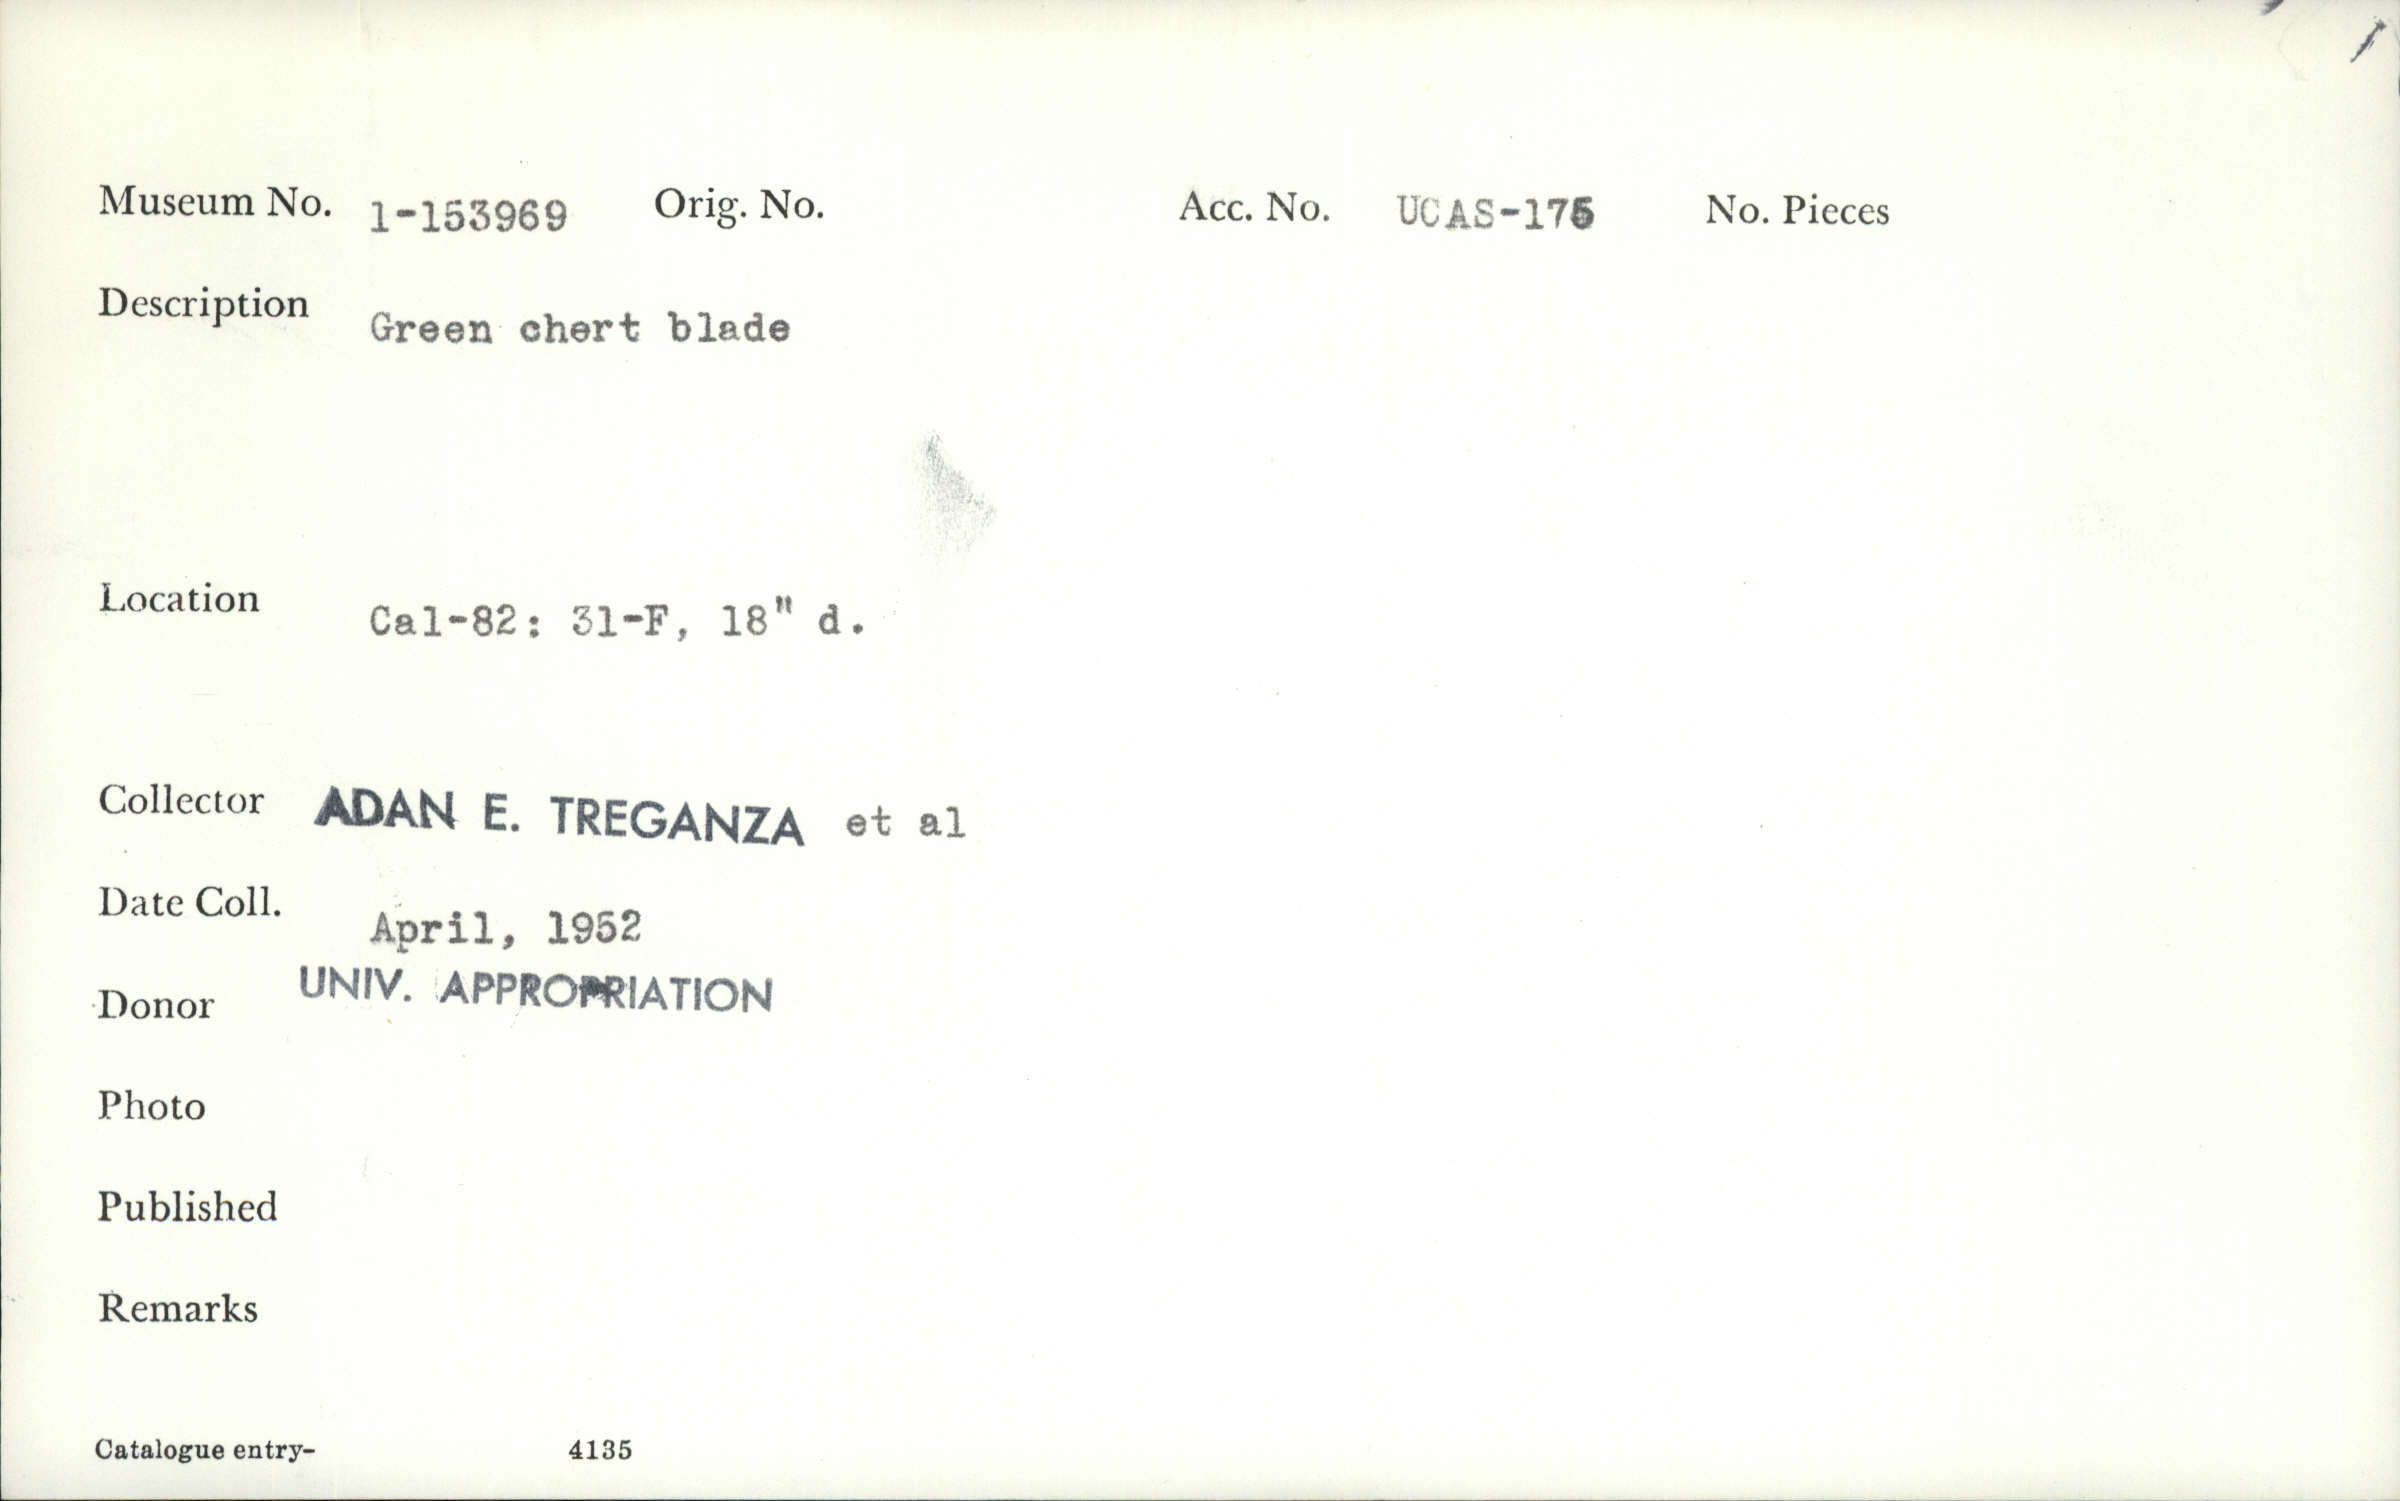 Museum No. 1-153969 Orig. No. Acc. No. UCAS-175 No. Pieces
Description Green chert blade
Location Cal-82: 31-F, 18" d.
Collector ADAN E. TREGANZA et al
Date Coll. April, 1952
Donor UNIV. APPROPRIATION
Photo
Published
Remarks
Catalogue entry- 4135